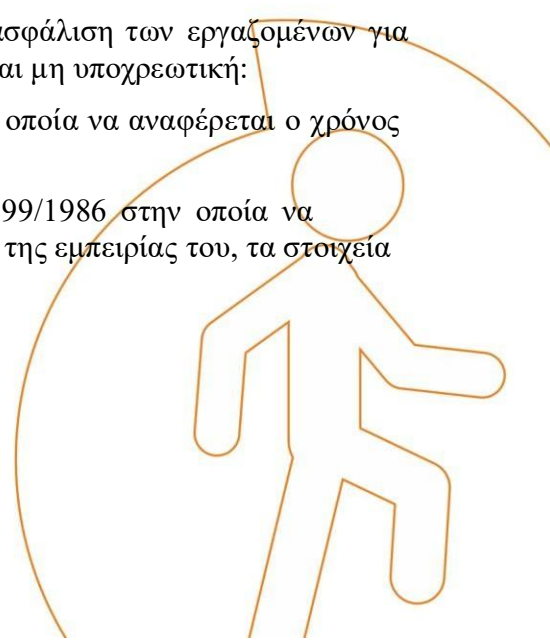 ασφάλιση των εργαζομένων για
αι μη υποχρεωτική:
οποία να αναφέρεται ο χρόνος
99/1986 στην οποία να
της εμπειρίας του, τα στοιχεία